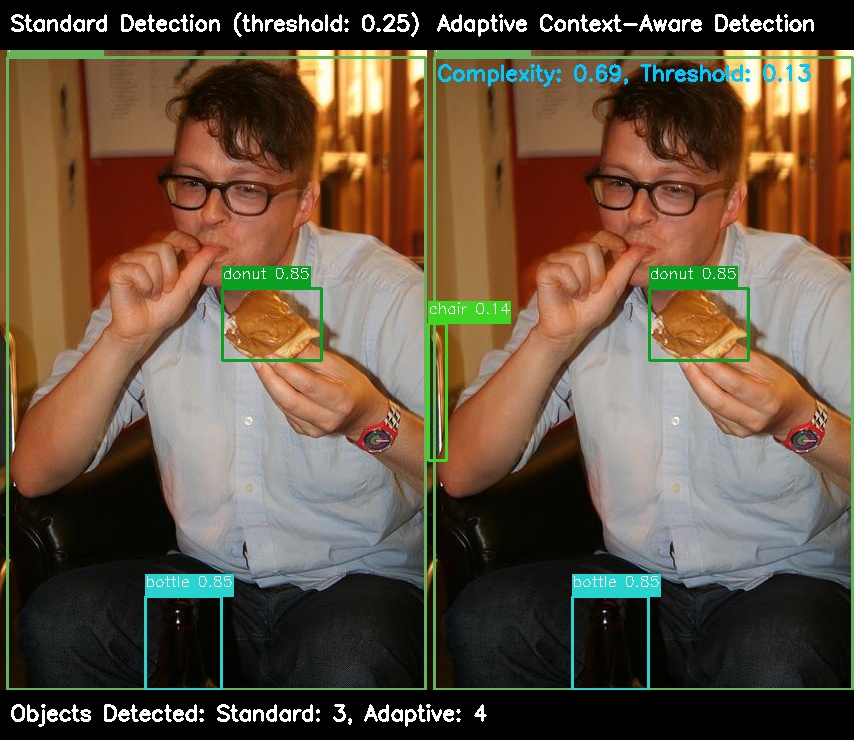 Standard Detection (threshold: 0.25)
Adaptive Context-Aware Detection
Complexity: 0.69, Threshold: 0.13
donut 0.85
donut 0.85
chair 0.14
bottle 0.85
bottle 0.85
Objects Detected: Standard: 3, Adaptive: 4